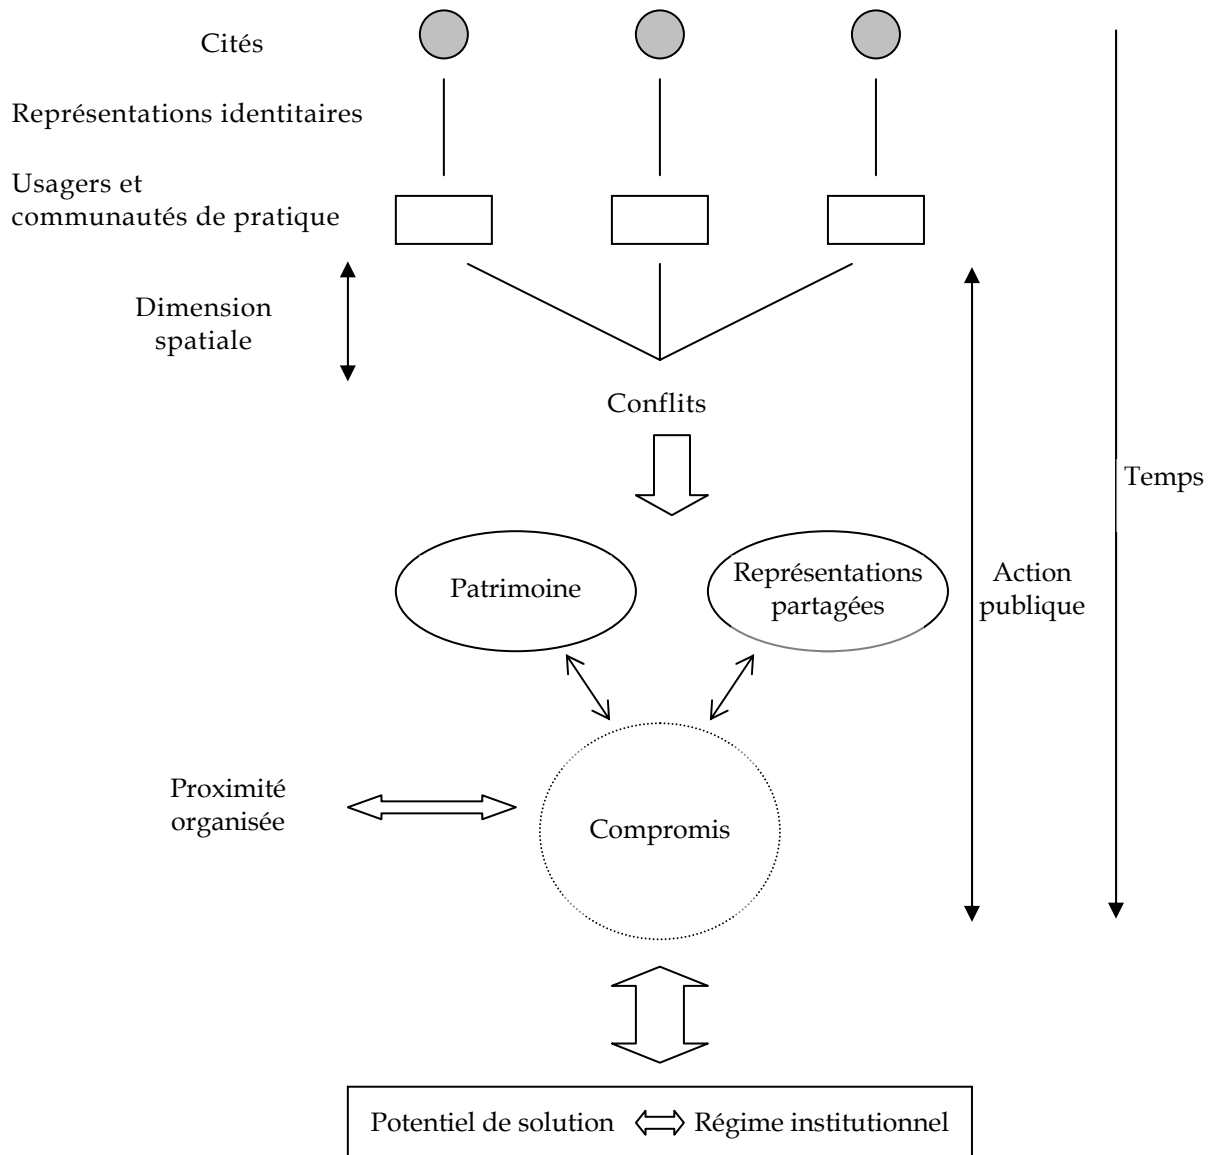 Cités
Représentations identitaires
Usagers et
communautés de pratique
Dimension
spatiale
Conflits
Temps
Patrimoine
Représentations
partagées
Action
publique
Proximité
organisée
Compromis
Potentiel de solution
Régime institutionnel